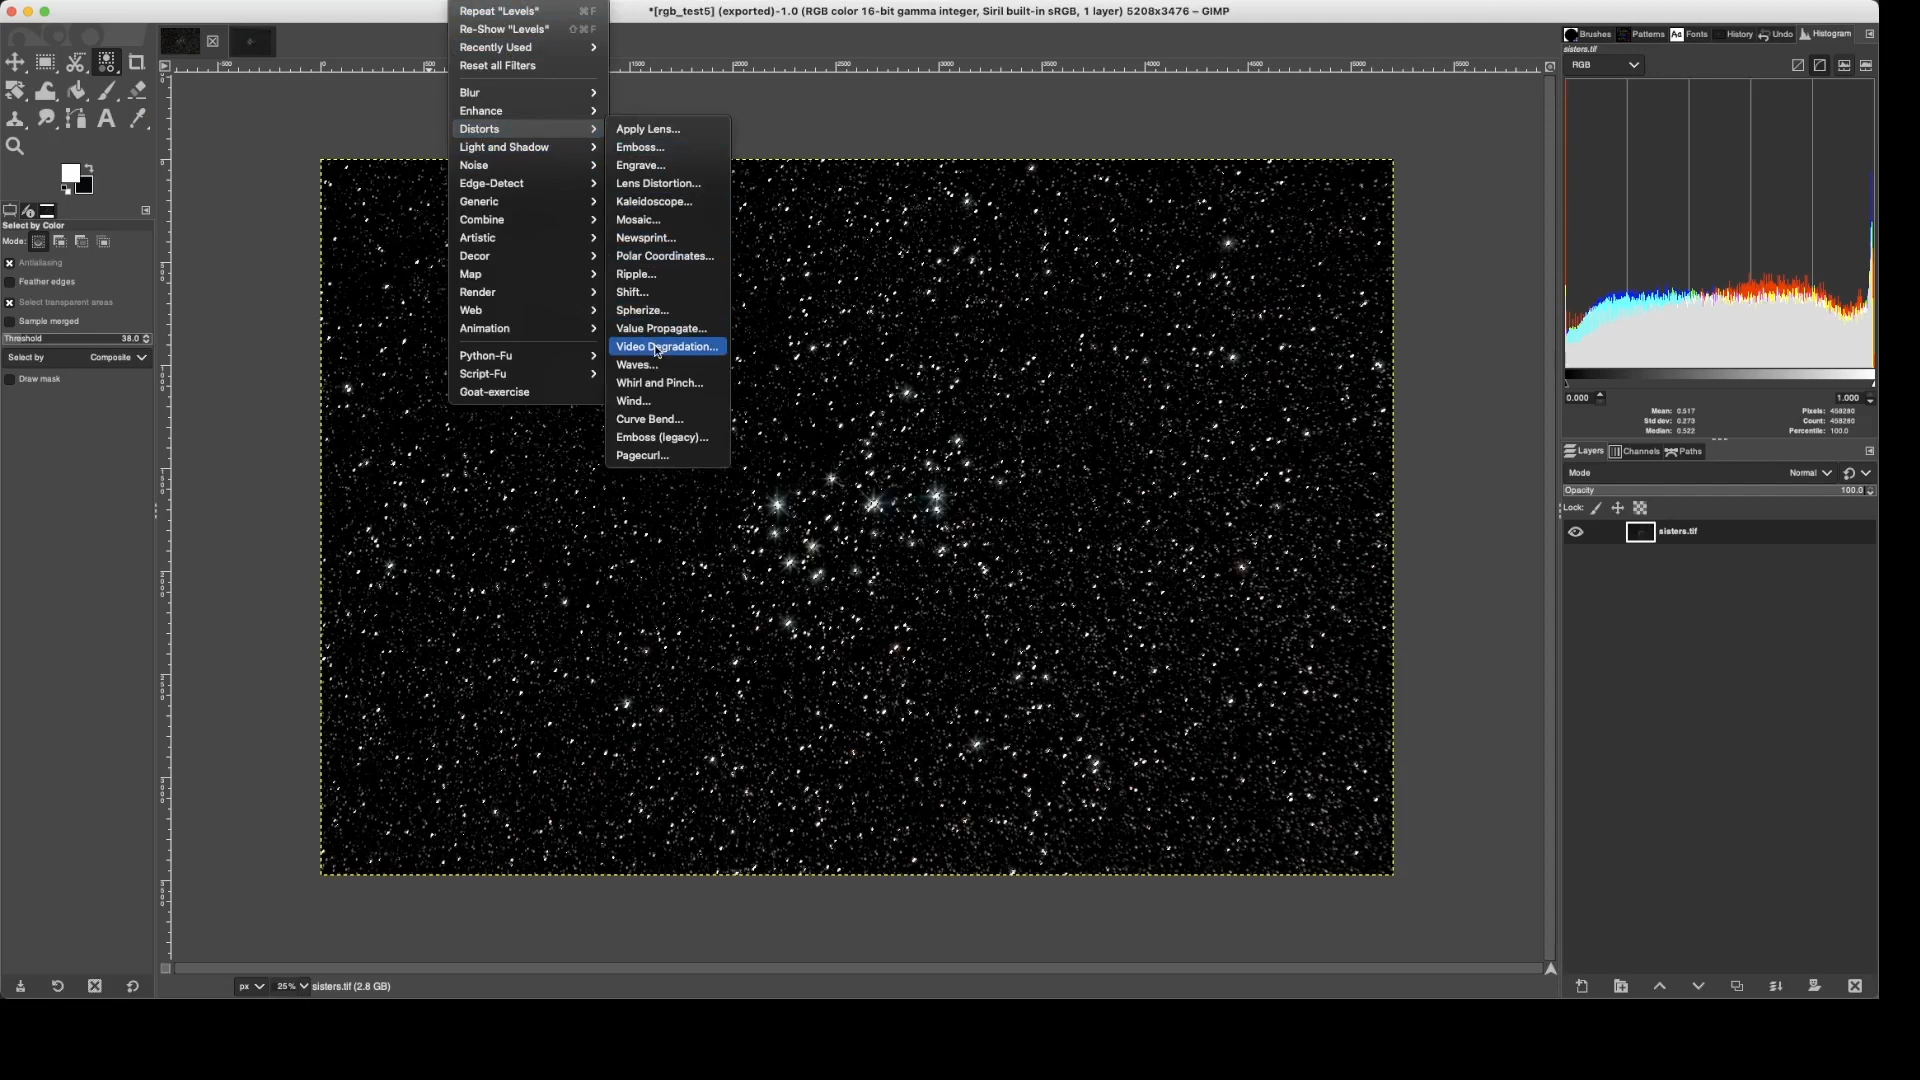 *[rgb_test5] (exported)-1.0 (RGB color 16-bit gamma integer, Siril built-in sRGB, 1 layer) 5208x3476 – GIMP
Repeat "Levels" ⌘ F
Re-Show "Levels" ⇧ ⌘ F
Recently Used
Reset all Filters
Blur
Enhance
Distorts
Light and Shadow
Noise
Edge-Detect
Generic
Combine
Artistic
Decor
Map
Render
Web
Animation
Python-Fu
Script-Fu
Goat-exercise
Apply Lens...
Emboss...
Engrave...
Lens Distortion...
Kaleidoscope...
Mosaic...
Newsprint...
Polar Coordinates...
Ripple...
Shift...
Spherize...
Value Propagate...
Video Degradation...
Waves...
Whirl and Pinch...
Wind...
Curve Bend...
Emboss (legacy)...
Pagecurl...
Select by Color
Mode:
Antialiasing
Feather edges
Select transparent areas
Sample merged
Threshold 38.0
Select by Composite
Draw mask
px 25% sisters.tif (2.8 GB)
Brushes Patterns Aa Fonts History Undo Histogram
sisters.tif
RGB
0.000 1.000
Mean: 0.517 Pixels: 458280
Std dev: 0.273 Count: 458280
Median: 0.522 Percentile: 100.0
Layers Channels Paths
Mode Normal
Opacity 100.0
Lock:
sisters.tif